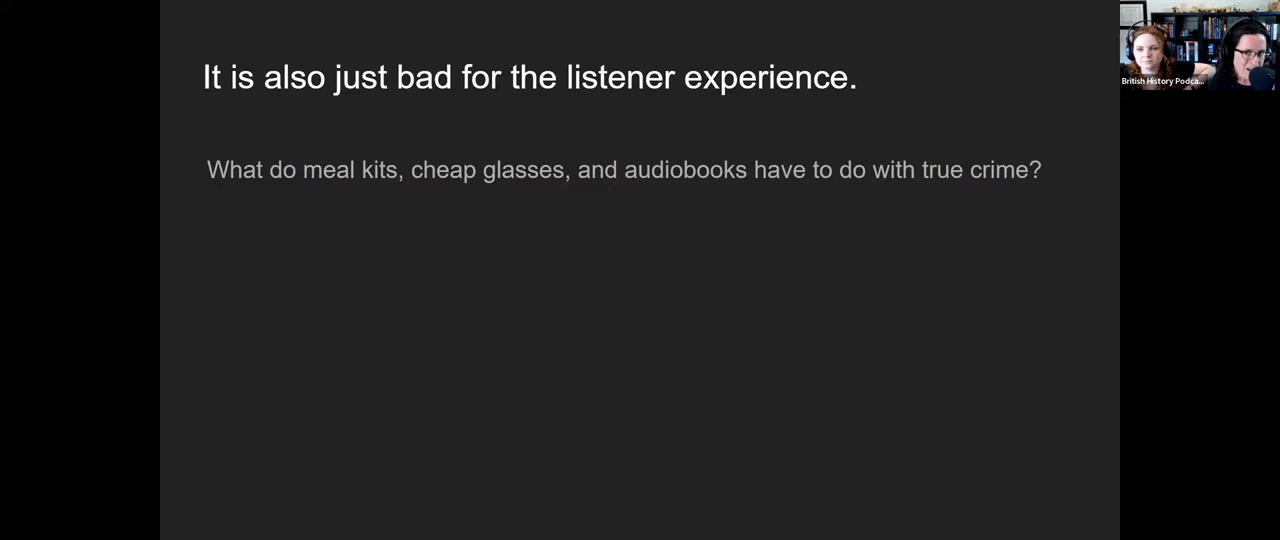 It is also just bad for the listener experience.
What do meal kits, cheap glasses, and audiobooks have to do with true crime?
British History Podca...